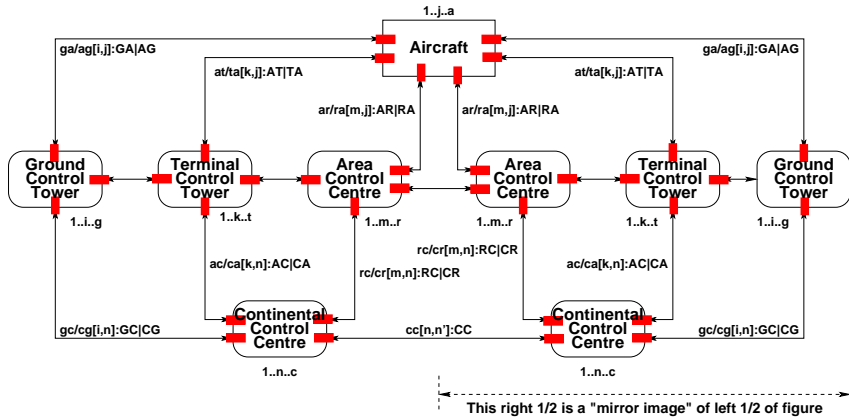 1..j..a
Aircraft
ga/ag[i,j]:GA|AG
ga/ag[i,j]:GA|AG
at/ta[k,j]:AT|TA
at/ta[k,j]:AT|TA
ar/ra[m,j]:AR|RA
ar/ra[m,j]:AR|RA
Ground
Control
Tower
1..i..g
Terminal
Control
Tower
1..k..t
Area
Control
Centre
1..m..r
Area
Control
Centre
1..m..r
Terminal
Control
Tower
1..k..t
Ground
Control
Tower
1..i..g
ac/ca[k,n]:AC|CA
rc/cr[m,n]:RC|CR
rc/cr[m,n]:RC|CR
ac/ca[k,n]:AC|CA
gc/cg[i,n]:GC|CG
Continental
Control
Centre
1..n..c
cc[n,n']:CC
Continental
Control
Centre
1..n..c
gc/cg[i,n]:GC|CG
This right 1/2 is a "mirror image" of left 1/2 of figure